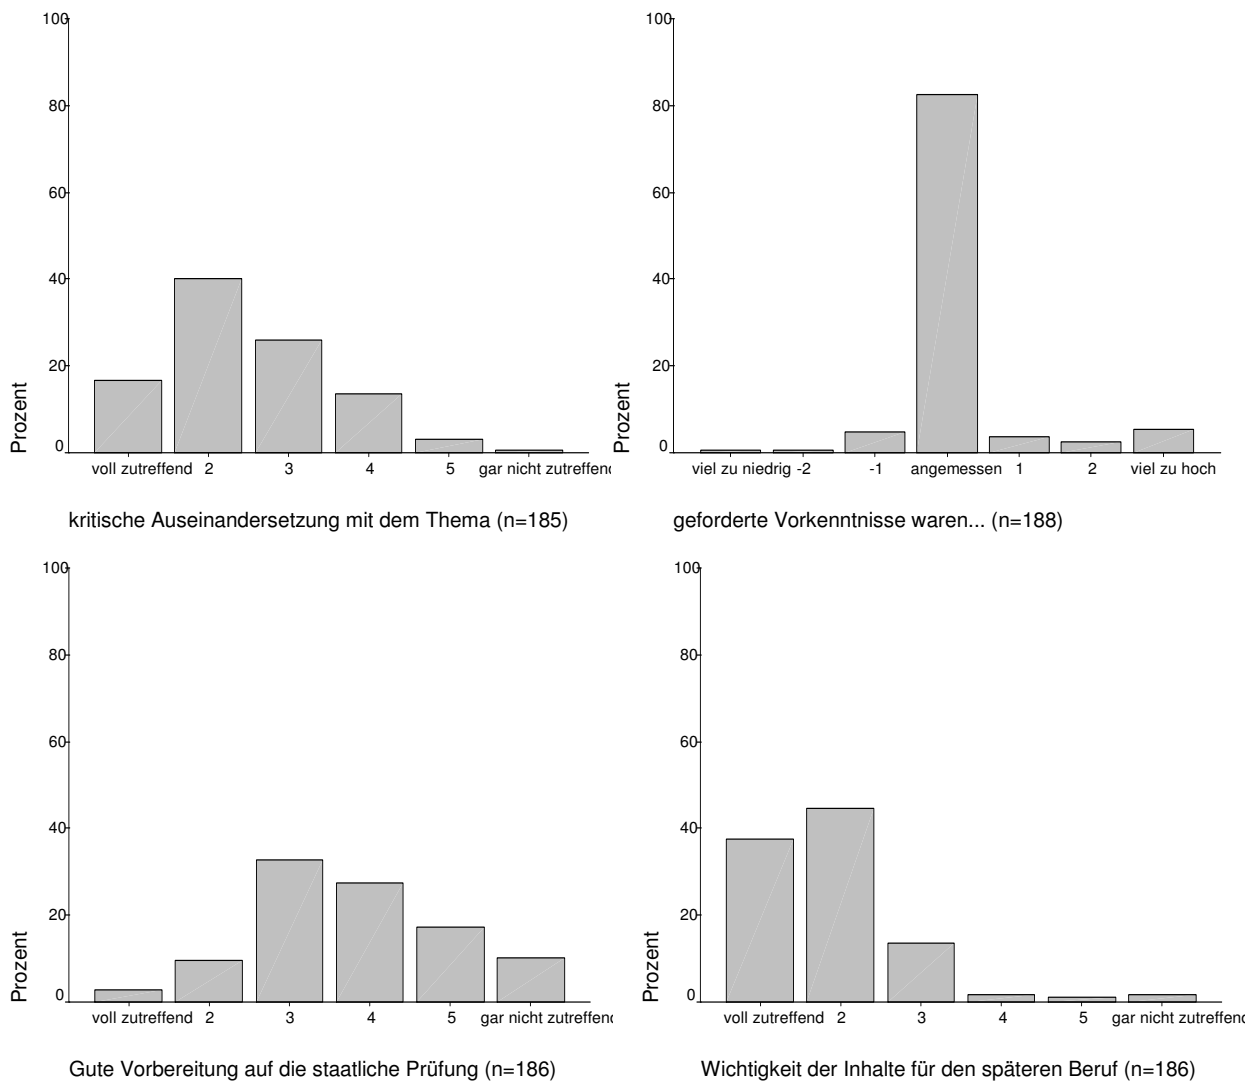 100
80
60
40
20
0
Prozent
voll zutreffend 2 3 4 5 gar nicht zutreffend
kritische Auseinandersetzung mit dem Thema (n=185)
100
80
60
40
20
0
Prozent
viel zu niedrig -2 -1 angemessen 1 2 viel zu hoch
geforderte Vorkenntnisse waren... (n=188)
100
80
60
40
20
0
Prozent
voll zutreffend 2 3 4 5 gar nicht zutreffend
Gute Vorbereitung auf die staatliche Prüfung (n=186)
100
80
60
40
20
0
Prozent
voll zutreffend 2 3 4 5 gar nicht zutreffend
Wichtigkeit der Inhalte für den späteren Beruf (n=186)